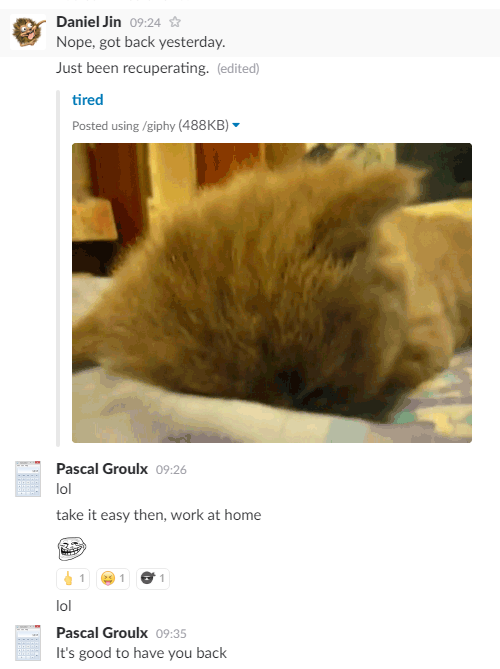 Daniel Jin 09:24
Nope, got back yesterday.
Just been recuperating. (edited)
tired
Posted using /giphy (488KB)
Pascal Groulx 09:26
lol
take it easy then, work at home
1 1 1
lol
Pascal Groulx 09:35
It's good to have you back